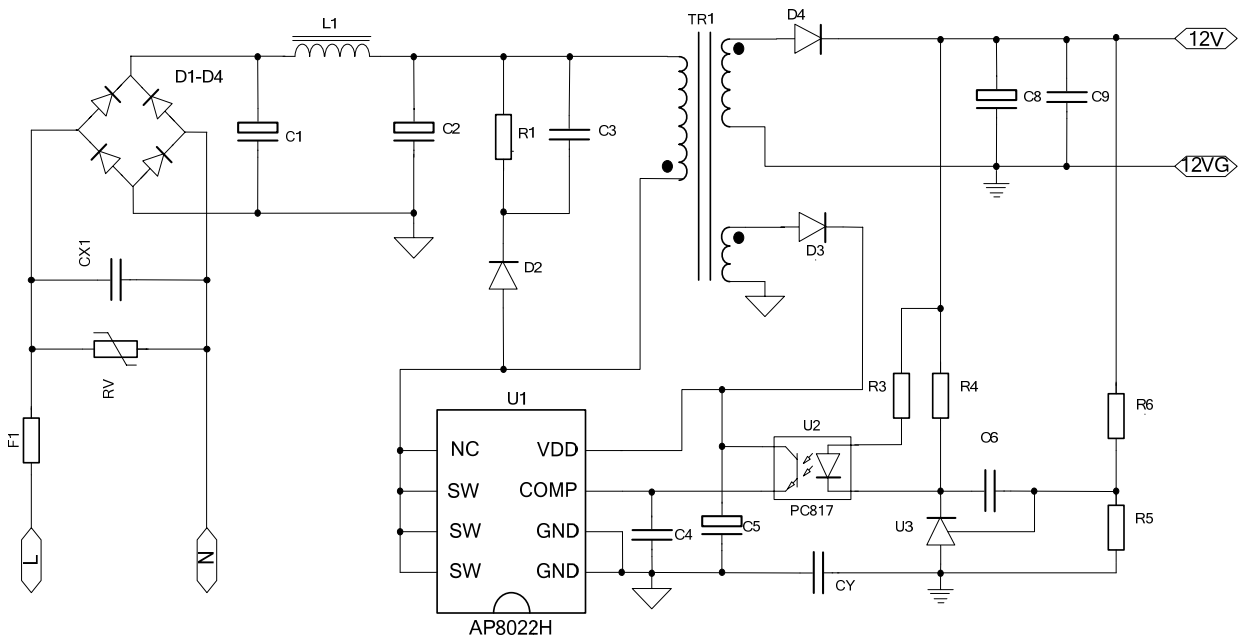 L1
TR1
D4
12V
D1-D4
C1
C2
R1
C3
C8
C9
12VG
CX1
D2
D3
RV
F1
R3
R4
R6
U1
U2
C6
NC
VDD
SW
COMP
PC817
SW
GND
C4
C5
U3
R5
SW
GND
CY
L
N
AP8022H